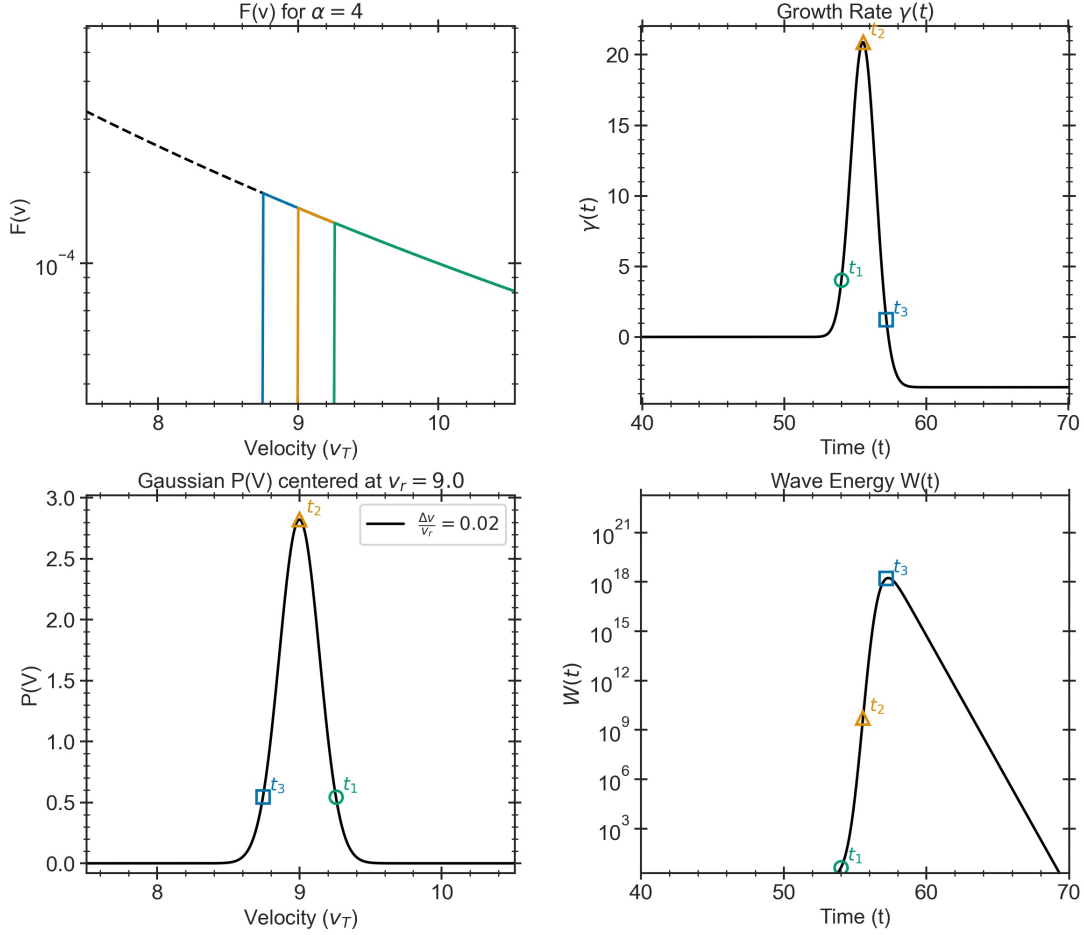 F(v) for α = 4
F(v)
10⁻⁴
8 9 10
Velocity (v_T)
Growth Rate γ(t)
γ(t)
20
15
10
5
0
t₂
t₁
t₃
40 50 60 70
Time (t)
Gaussian P(V) centered at v_r = 9.0
P(V)
3.0
2.5
2.0
1.5
1.0
0.5
0.0
t₂
Δv/v_r = 0.02
t₃
t₁
8 9 10
Velocity (v_T)
Wave Energy W(t)
W(t)
10²¹
10¹⁸
10¹⁵
10¹²
10⁹
10⁶
10³
t₃
t₂
t₁
40 50 60 70
Time (t)